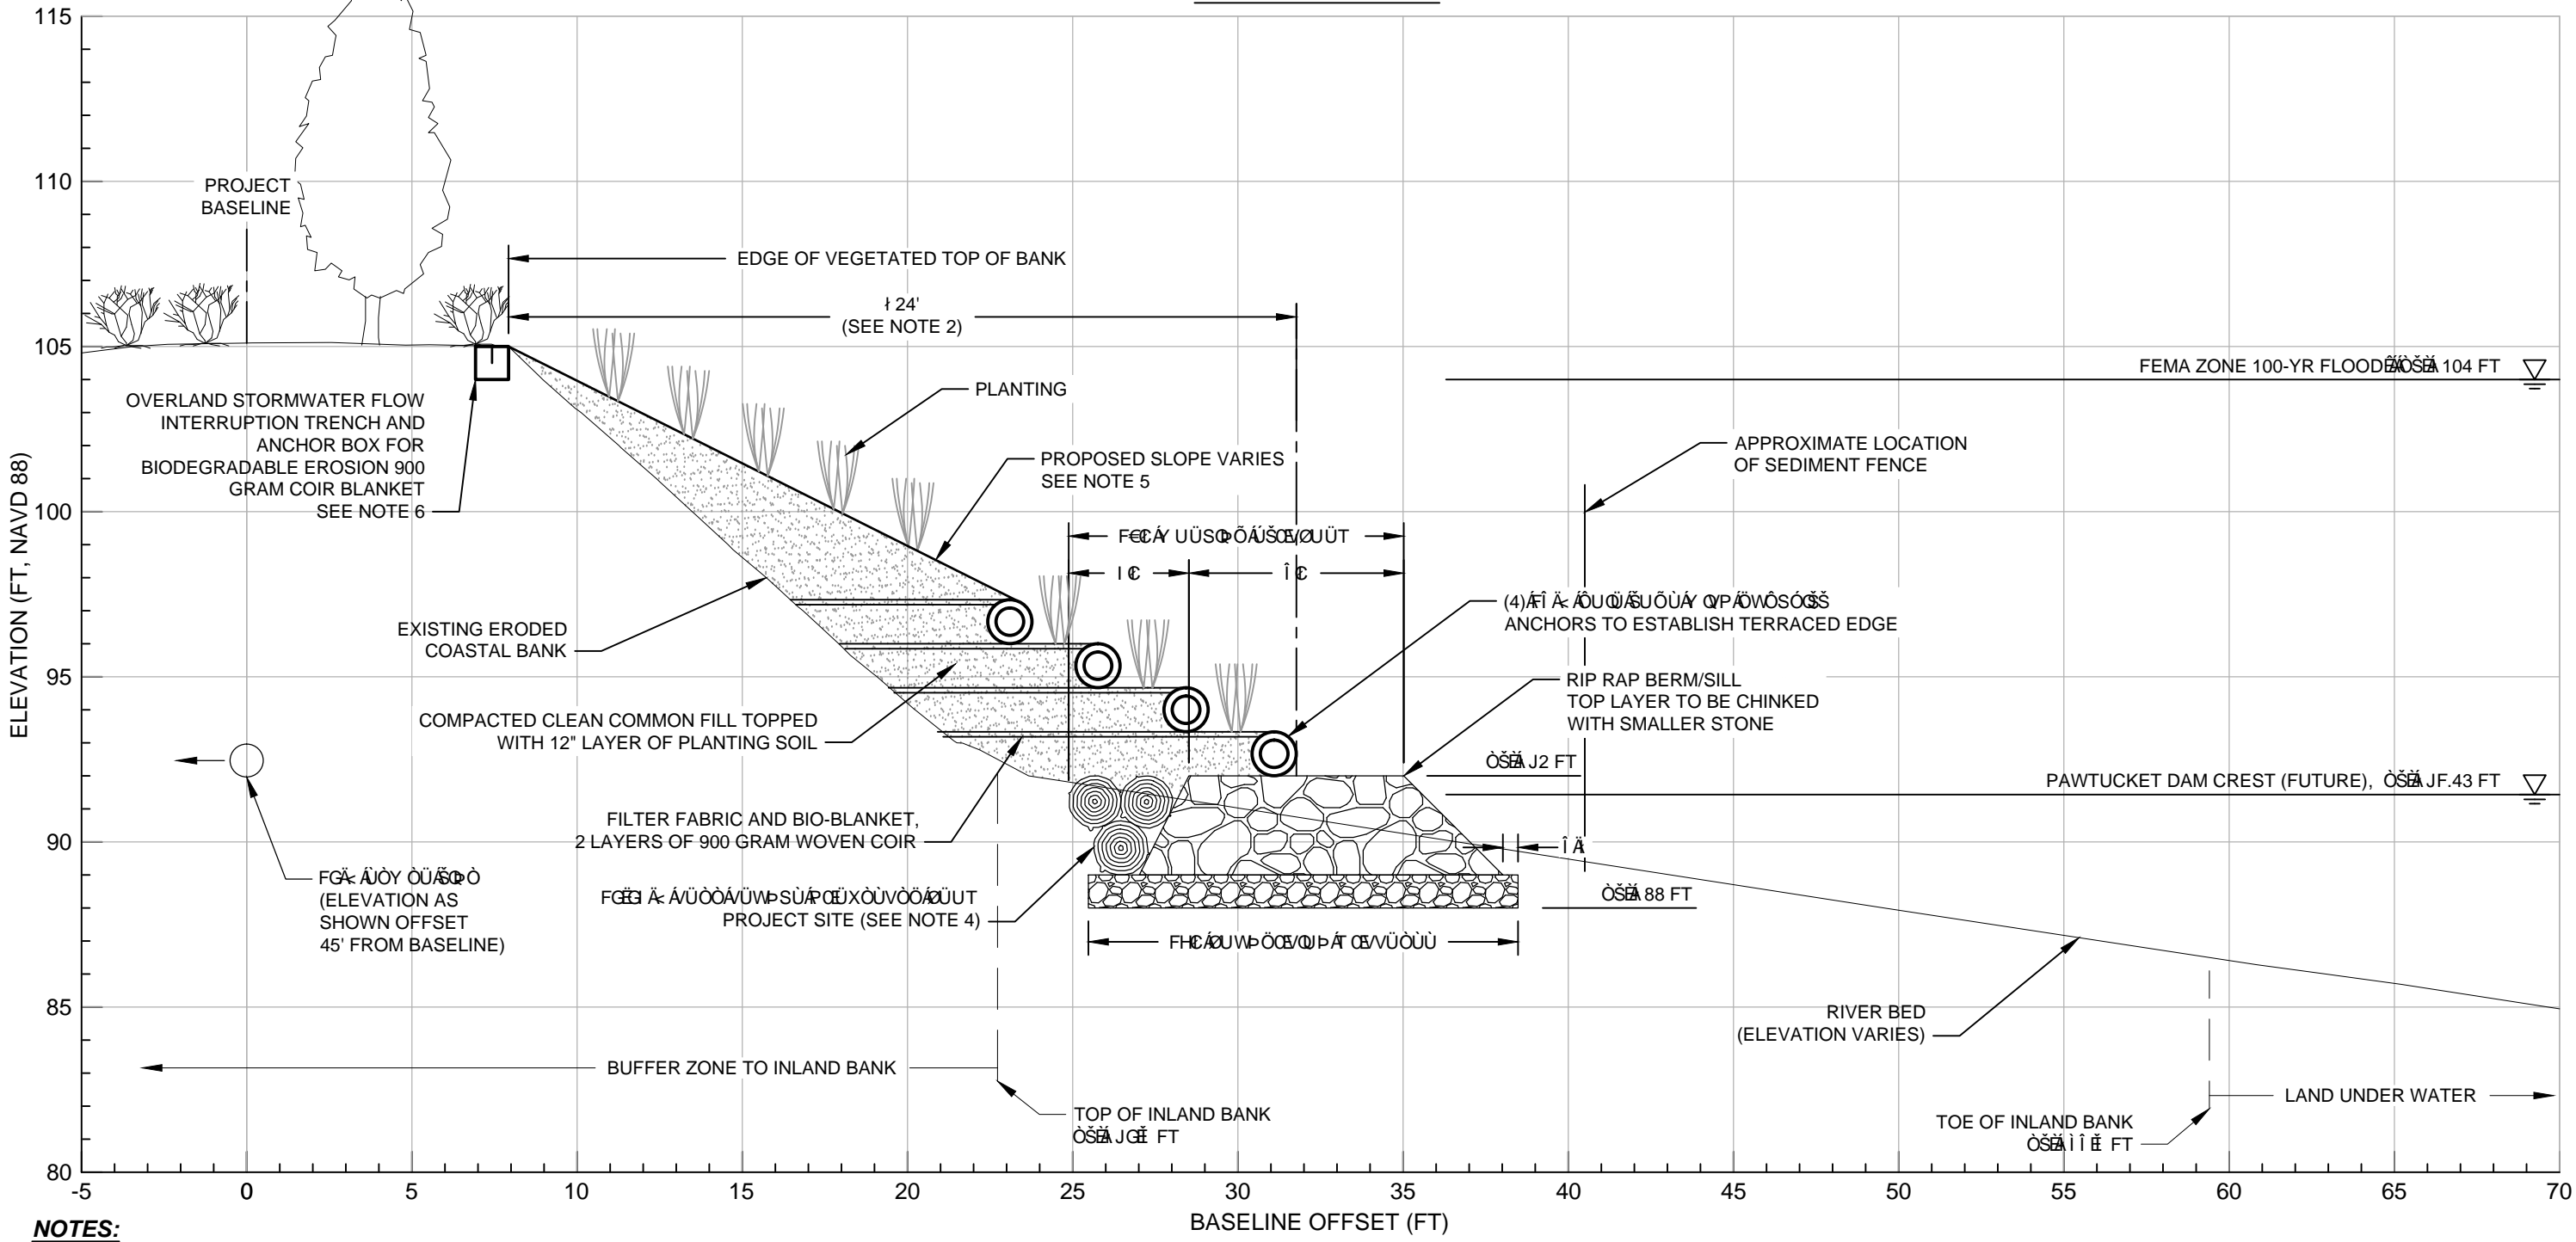 115
110
105
100
95
90
85
80
ELEVATION (FT, NAVD 88)
PROJECT
BASELINE
EDGE OF VEGETATED TOP OF BANK
ł 24'
(SEE NOTE 2)
PLANTING
FEMA ZONE 100-YR FLOOD 104 FT
OVERLAND STORMWATER FLOW
INTERRUPTION TRENCH AND
ANCHOR BOX FOR
BIODEGRADABLE EROSION 900
GRAM COIR BLANKET
SEE NOTE 6
PROPOSED SLOPE VARIES
SEE NOTE 5
APPROXIMATE LOCATION
OF SEDIMENT FENCE
EXISTING ERODED
COASTAL BANK
(4)
ANCHORS TO ESTABLISH TERRACED EDGE
RIP RAP BERM/SILL
TOP LAYER TO BE CHINKED
WITH SMALLER STONE
COMPACTED CLEAN COMMON FILL TOPPED
WITH 12" LAYER OF PLANTING SOIL
2 FT
PAWTUCKET DAM CREST (FUTURE), .43 FT
FILTER FABRIC AND BIO-BLANKET,
2 LAYERS OF 900 GRAM WOVEN COIR
(ELEVATION AS
SHOWN OFFSET
45' FROM BASELINE)
PROJECT SITE (SEE NOTE 4)
88 FT
RIVER BED
(ELEVATION VARIES)
BUFFER ZONE TO INLAND BANK
TOP OF INLAND BANK
FT
LAND UNDER WATER
TOE OF INLAND BANK
FT
-5 0 5 10 15 20 25 30 35 40 45 50 55 60 65 70
BASELINE OFFSET (FT)
NOTES: